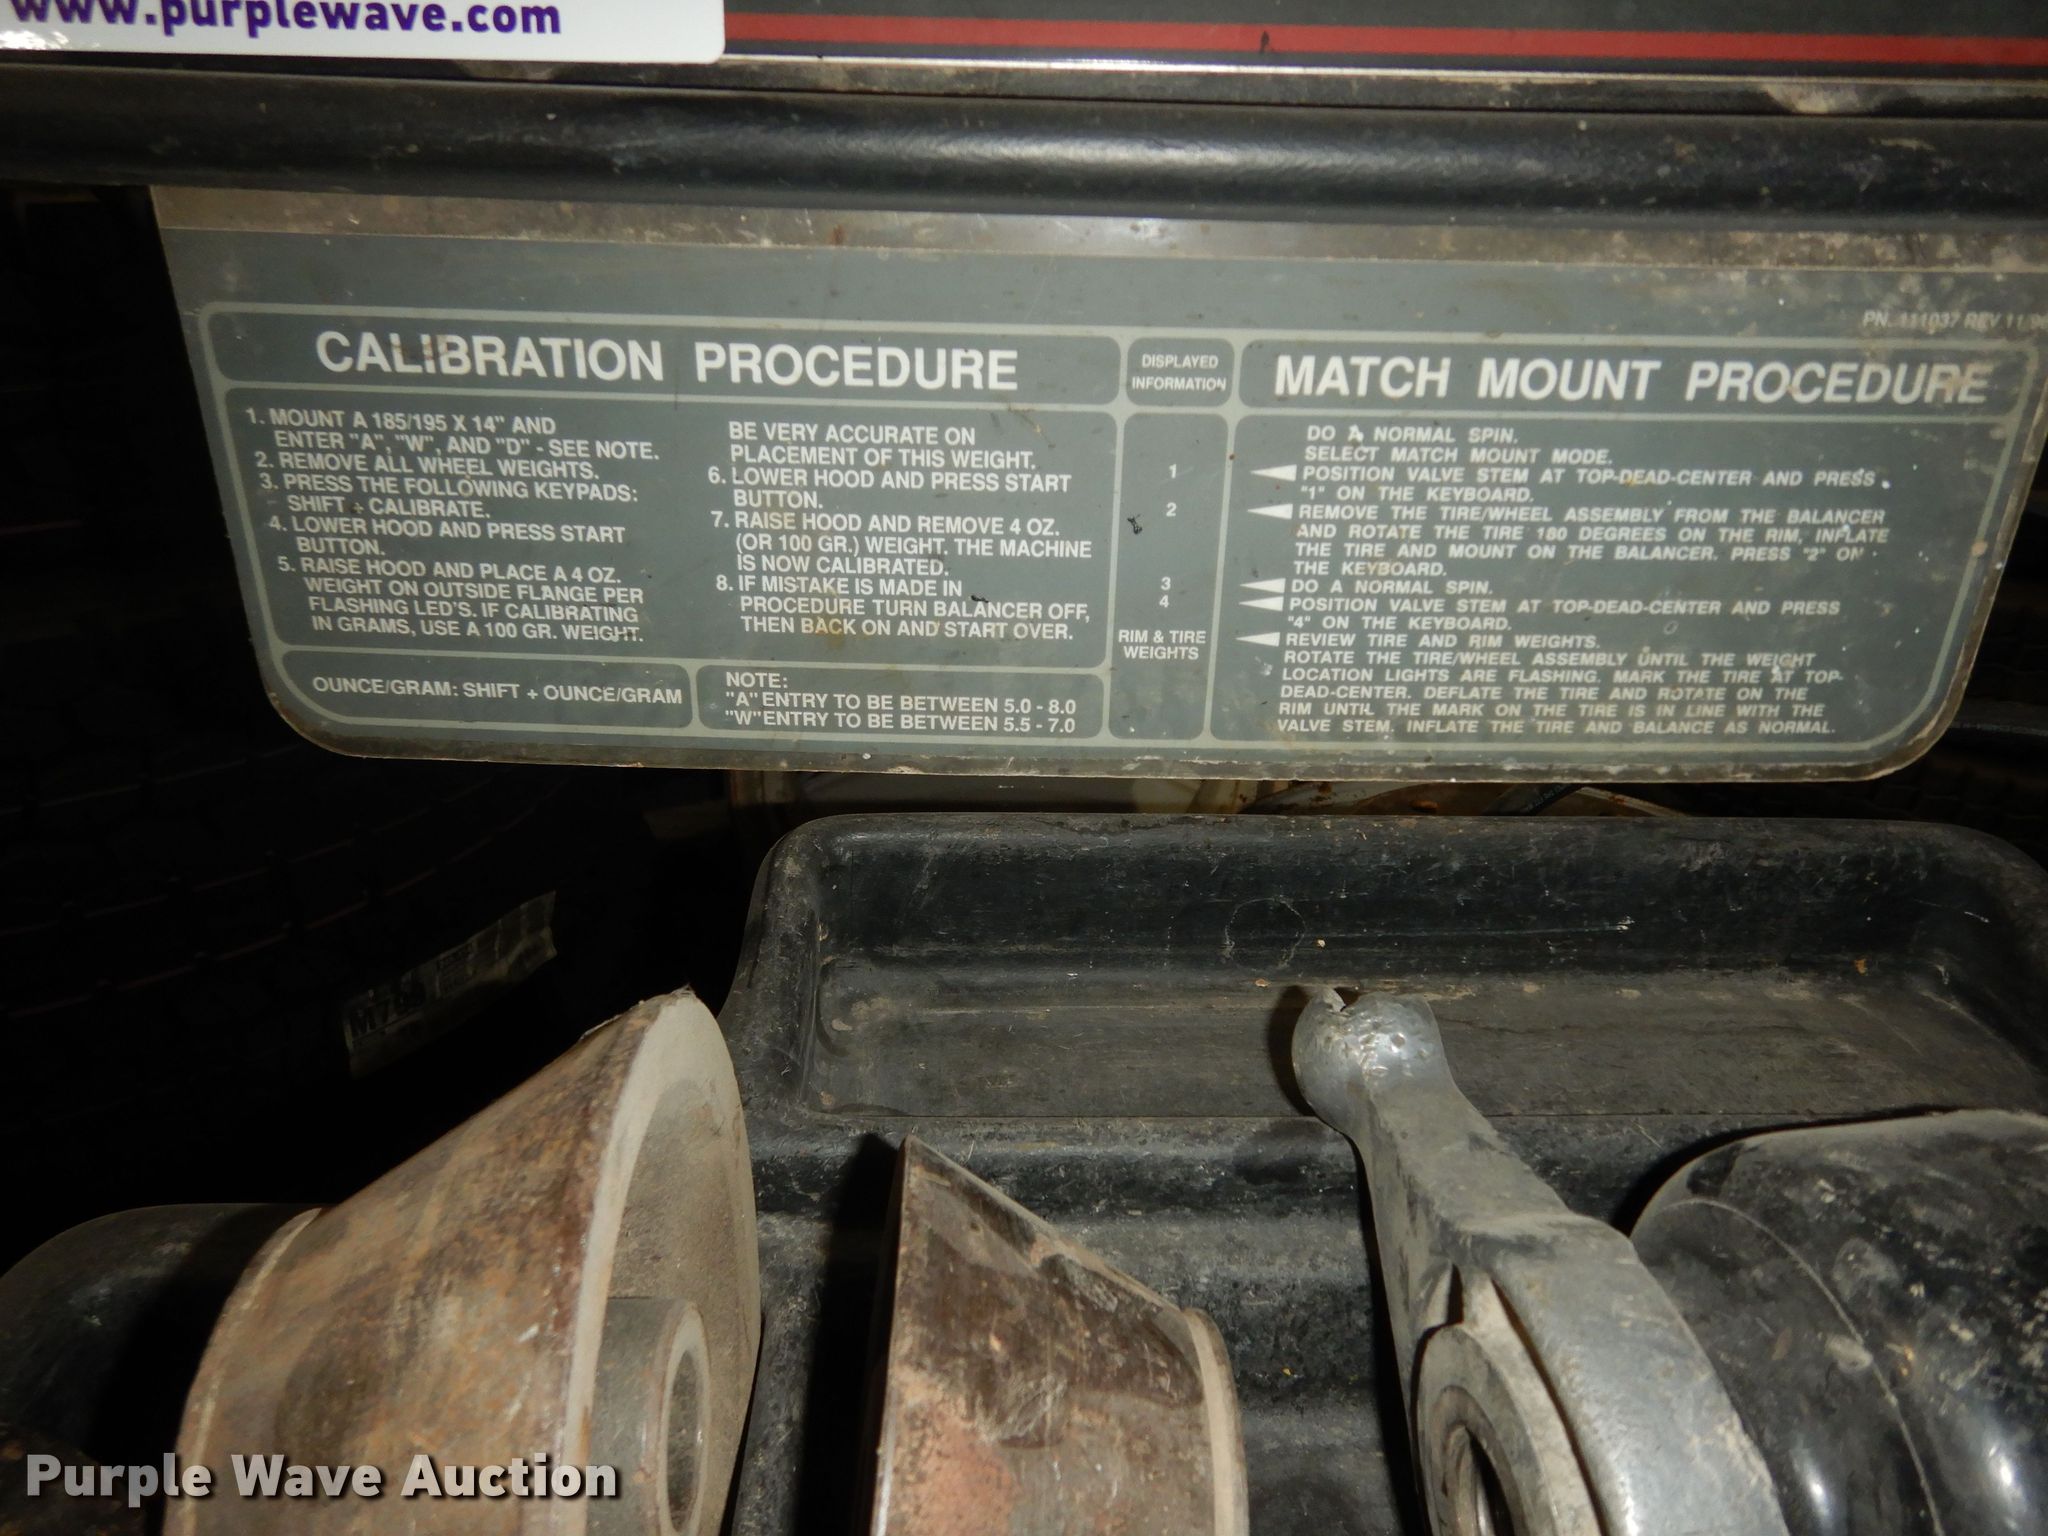 www.purplewave.com
PN. 111037 REV 11/96
CALIBRATION PROCEDURE
1. MOUNT A 185/195 X 14" AND
ENTER "A", "W", AND "D" - SEE NOTE.
2. REMOVE ALL WHEEL WEIGHTS.
3. PRESS THE FOLLOWING KEYPADS:
SHIFT + CALIBRATE.
4. LOWER HOOD AND PRESS START
BUTTON.
5. RAISE HOOD AND PLACE A 4 OZ.
WEIGHT ON OUTSIDE FLANGE PER
FLASHING LED'S. IF CALIBRATING
IN GRAMS, USE A 100 GR. WEIGHT.
BE VERY ACCURATE ON
PLACEMENT OF THIS WEIGHT.
6. LOWER HOOD AND PRESS START
BUTTON.
7. RAISE HOOD AND REMOVE 4 OZ.
(OR 100 GR.) WEIGHT. THE MACHINE
IS NOW CALIBRATED.
8. IF MISTAKE IS MADE IN
PROCEDURE TURN BALANCER OFF,
THEN BACK ON AND START OVER.
OUNCE/GRAM: SHIFT + OUNCE/GRAM
NOTE:
"A" ENTRY TO BE BETWEEN 5.0 - 8.0
"W" ENTRY TO BE BETWEEN 5.5 - 7.0
DISPLAYED
INFORMATION
1
2
3
4
RIM & TIRE
WEIGHTS
MATCH MOUNT PROCEDURE
DO A NORMAL SPIN.
SELECT MATCH MOUNT MODE.
POSITION VALVE STEM AT TOP-DEAD-CENTER AND PRESS
"1" ON THE KEYBOARD.
REMOVE THE TIRE/WHEEL ASSEMBLY FROM THE BALANCER
AND ROTATE THE TIRE 180 DEGREES ON THE RIM, INFLATE
THE TIRE AND MOUNT ON THE BALANCER. PRESS "2" ON
THE KEYBOARD.
DO A NORMAL SPIN.
POSITION VALVE STEM AT TOP-DEAD-CENTER AND PRESS
"4" ON THE KEYBOARD.
REVIEW TIRE AND RIM WEIGHTS.
ROTATE THE TIRE/WHEEL ASSEMBLY UNTIL THE WEIGHT
LOCATION LIGHTS ARE FLASHING. MARK THE TIRE AT TOP-
DEAD-CENTER. DEFLATE THE TIRE AND ROTATE ON THE
RIM UNTIL THE MARK ON THE TIRE IS IN LINE WITH THE
VALVE STEM. INFLATE THE TIRE AND BALANCE AS NORMAL.
Purple Wave Auction